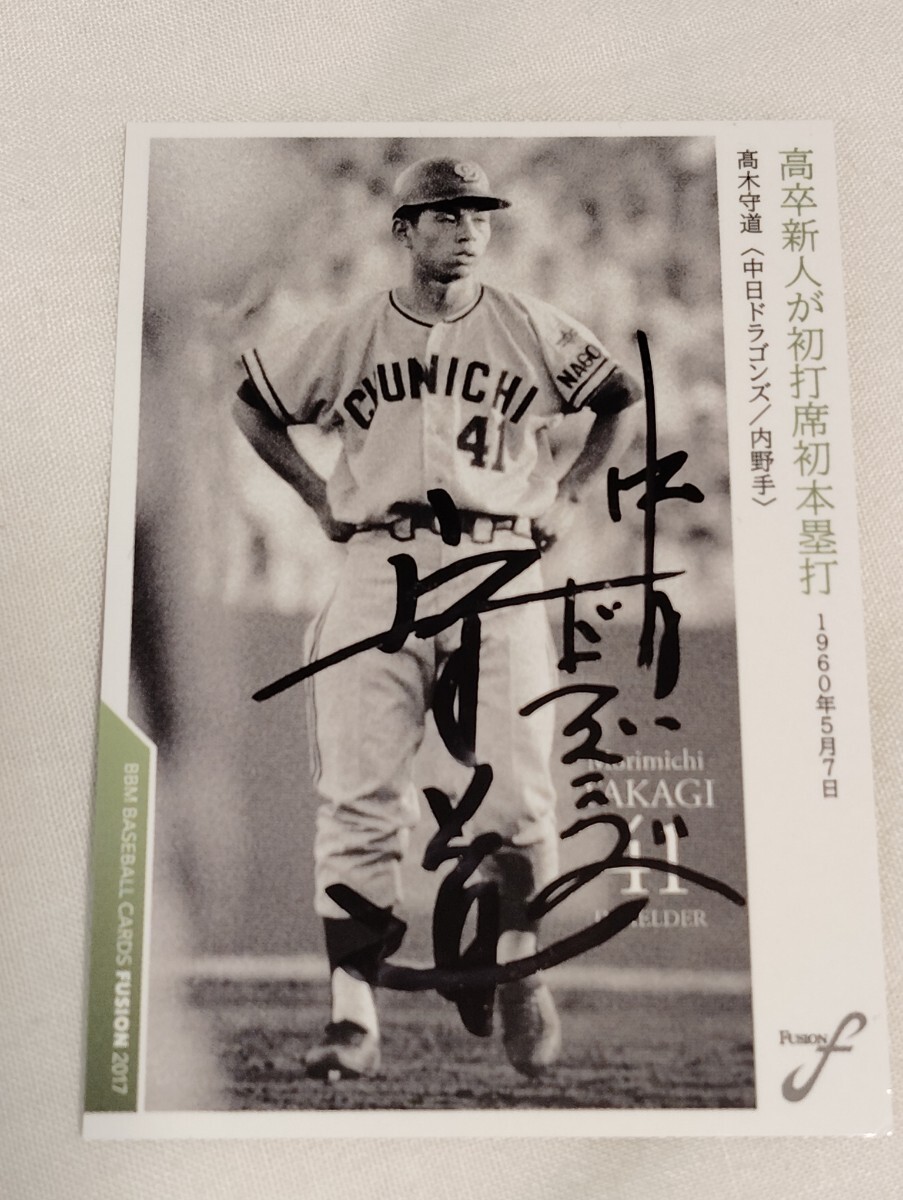 高卒新人が初打席初本塁打 1960年5月7日
髙木守道〈中日ドラゴンズ/内野手〉
CHUNICHI
41
NAGO
中日
ドラゴンズ
守道
Morimichi
TAKAGI
41
INFIELDER
BBM BASEBALL CARDS FUSION 2017
FUSION f